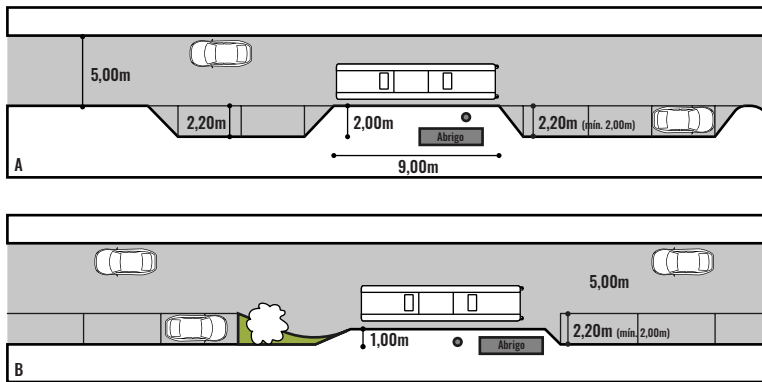 5,00m
2,20m
2,00m
2,20m (mín. 2,00m)
Abrigo
A
9,00m
5,00m
1,00m
2,20m (mín. 2,00m)
Abrigo
B